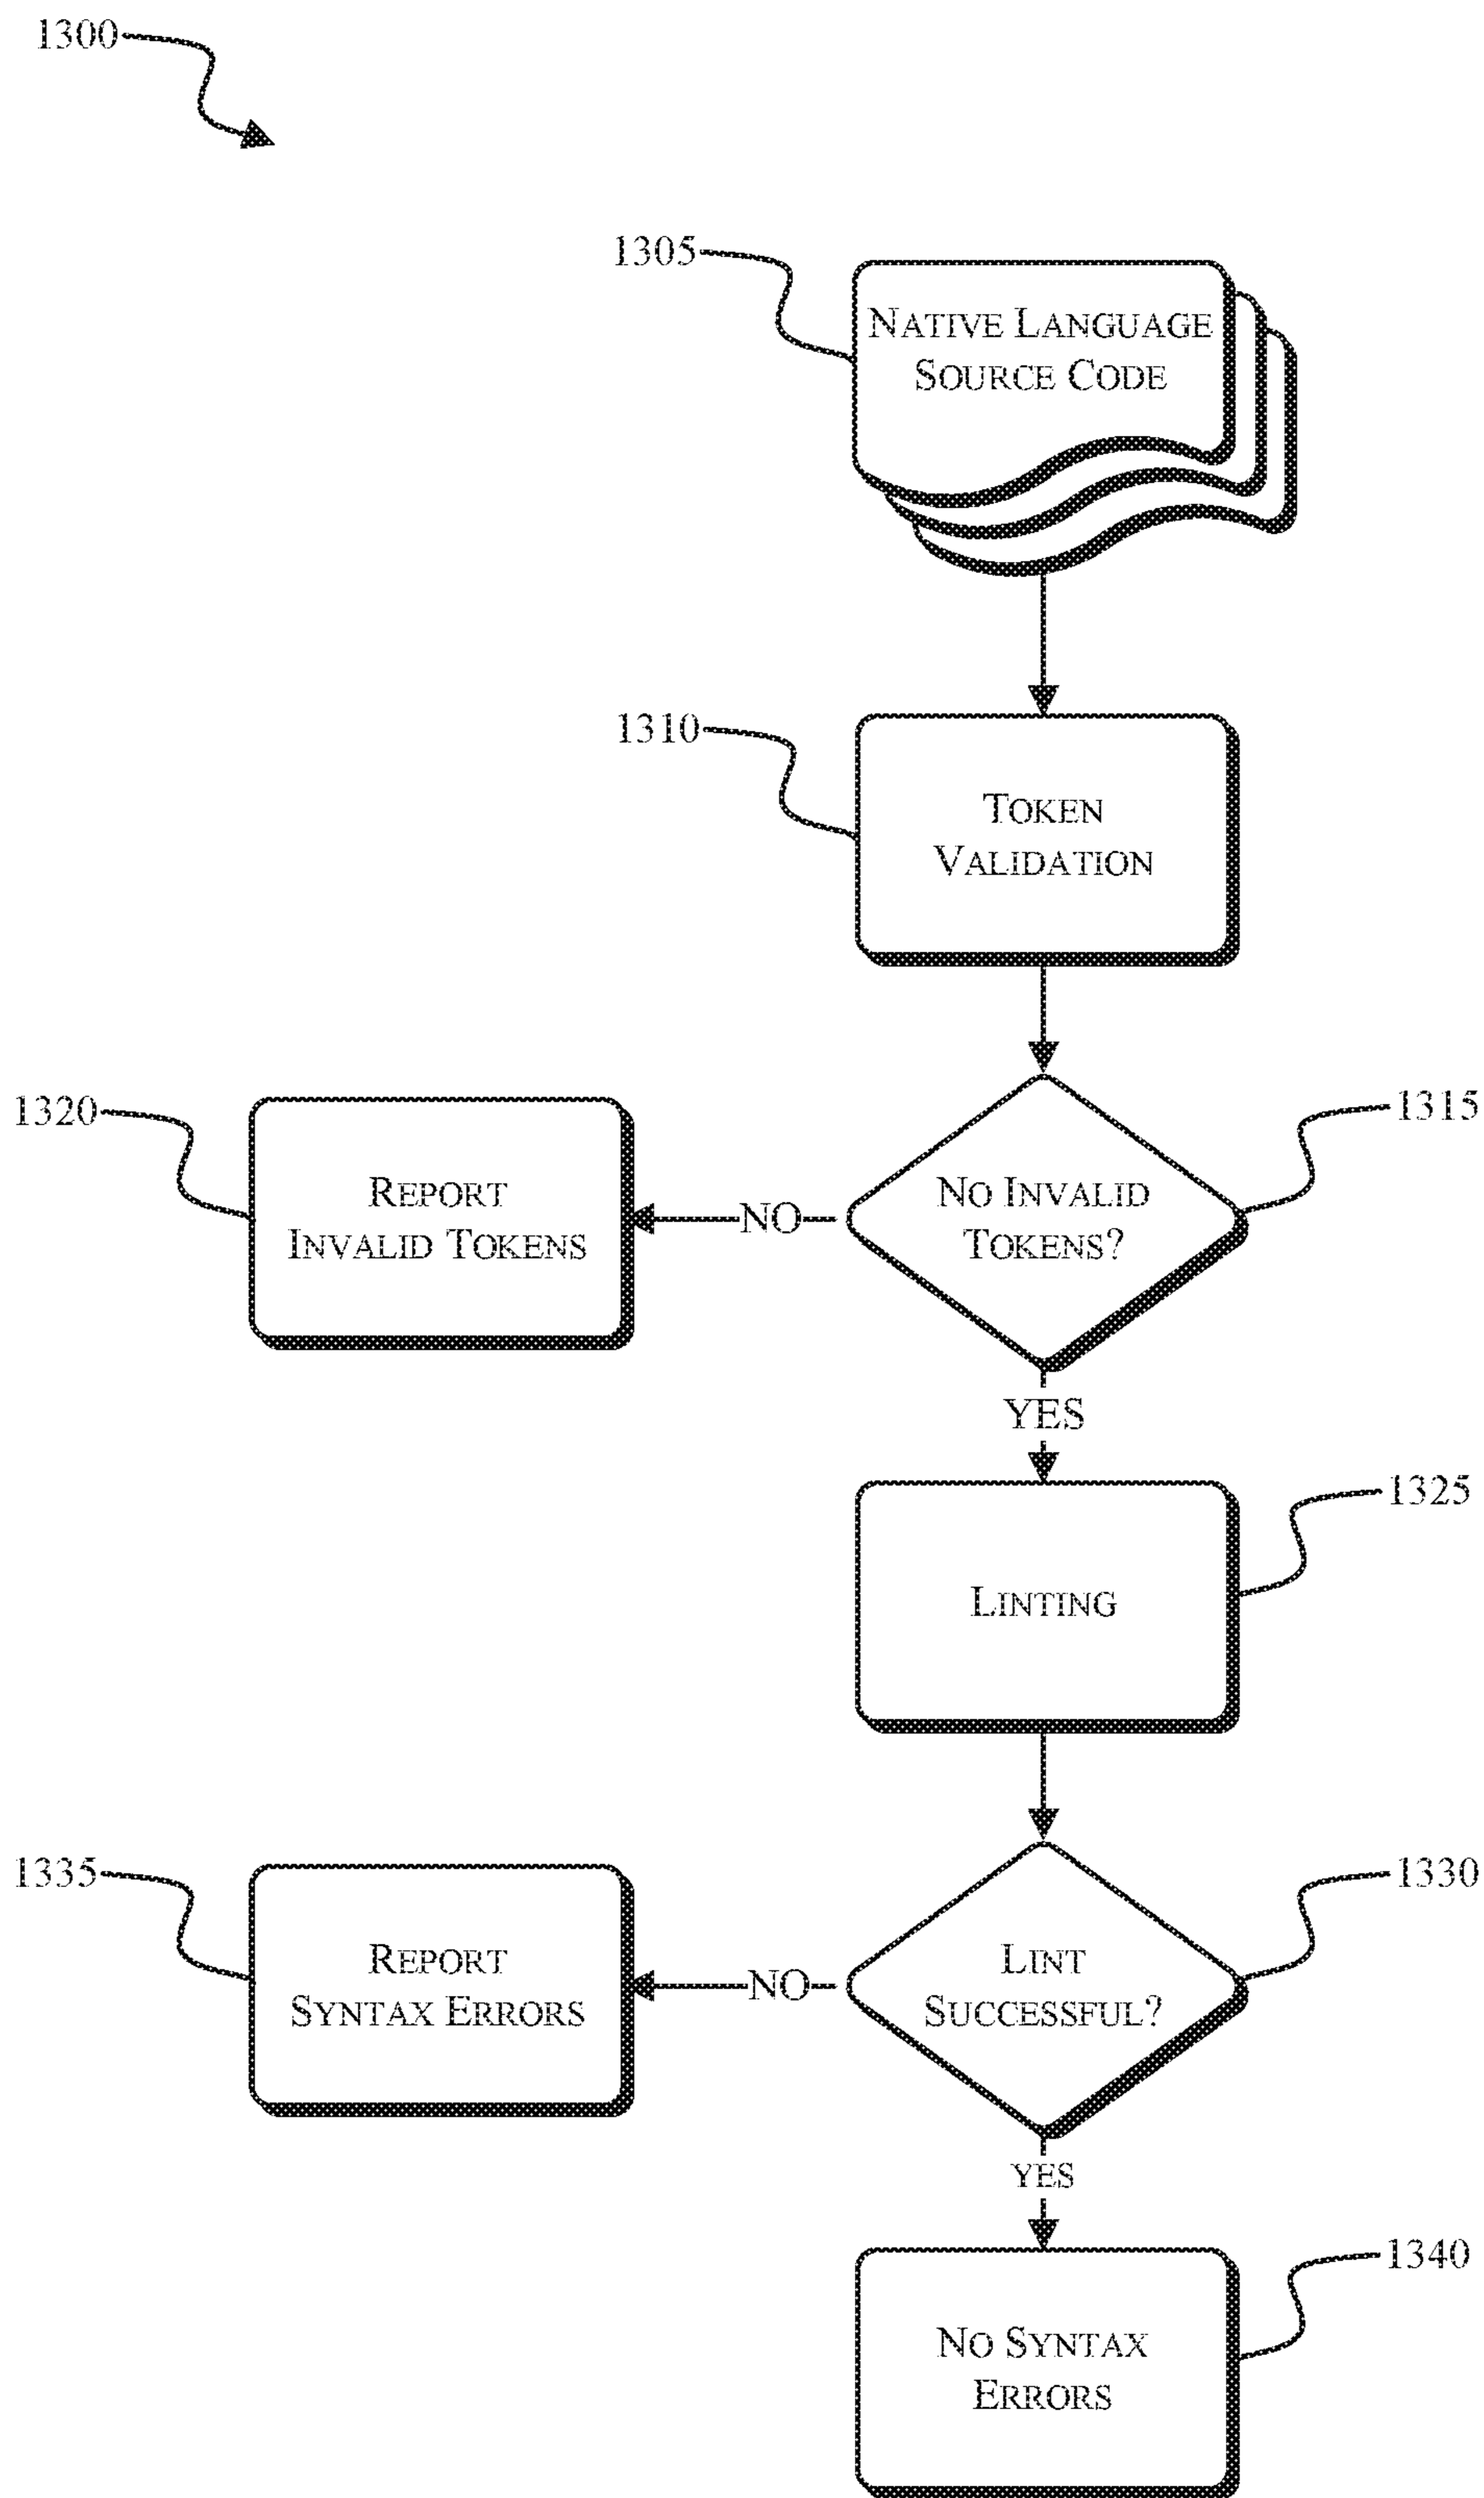 1300
1305
NATIVE LANGUAGE
SOURCE CODE
1310
TOKEN
VALIDATION
1315
NO INVALID
TOKENS?
NO
1320
REPORT
INVALID TOKENS
YES
1325
LINTING
1330
LINT
SUCCESSFUL?
NO
1335
REPORT
SYNTAX ERRORS
YES
1340
NO SYNTAX
ERRORS